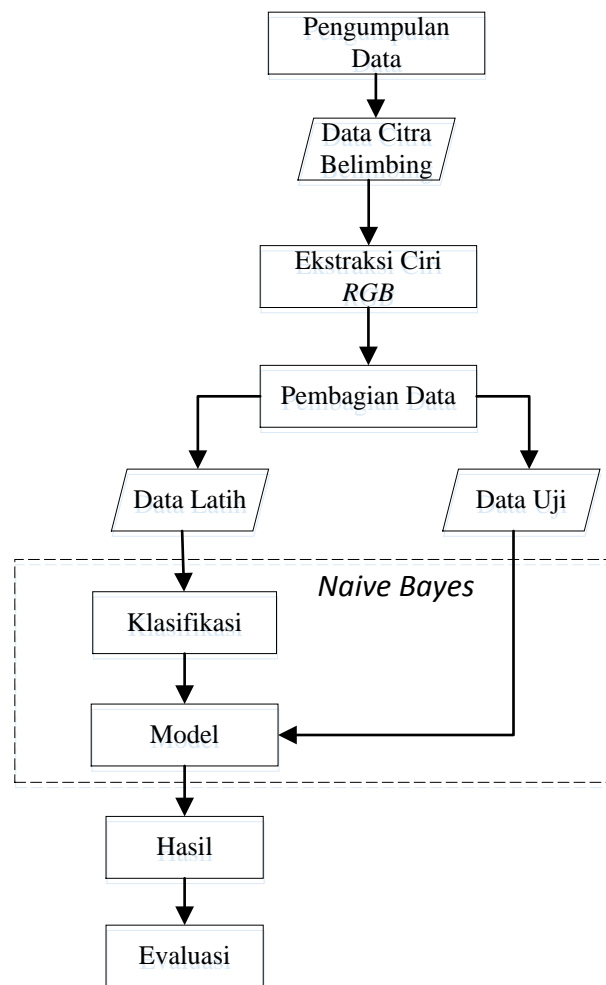 Pengumpulan
Data
Data Citra
Belimbing
Ekstraksi Ciri
RGB
Pembagian Data
Data Latih
Data Uji
Naive Bayes
Klasifikasi
Model
Hasil
Evaluasi